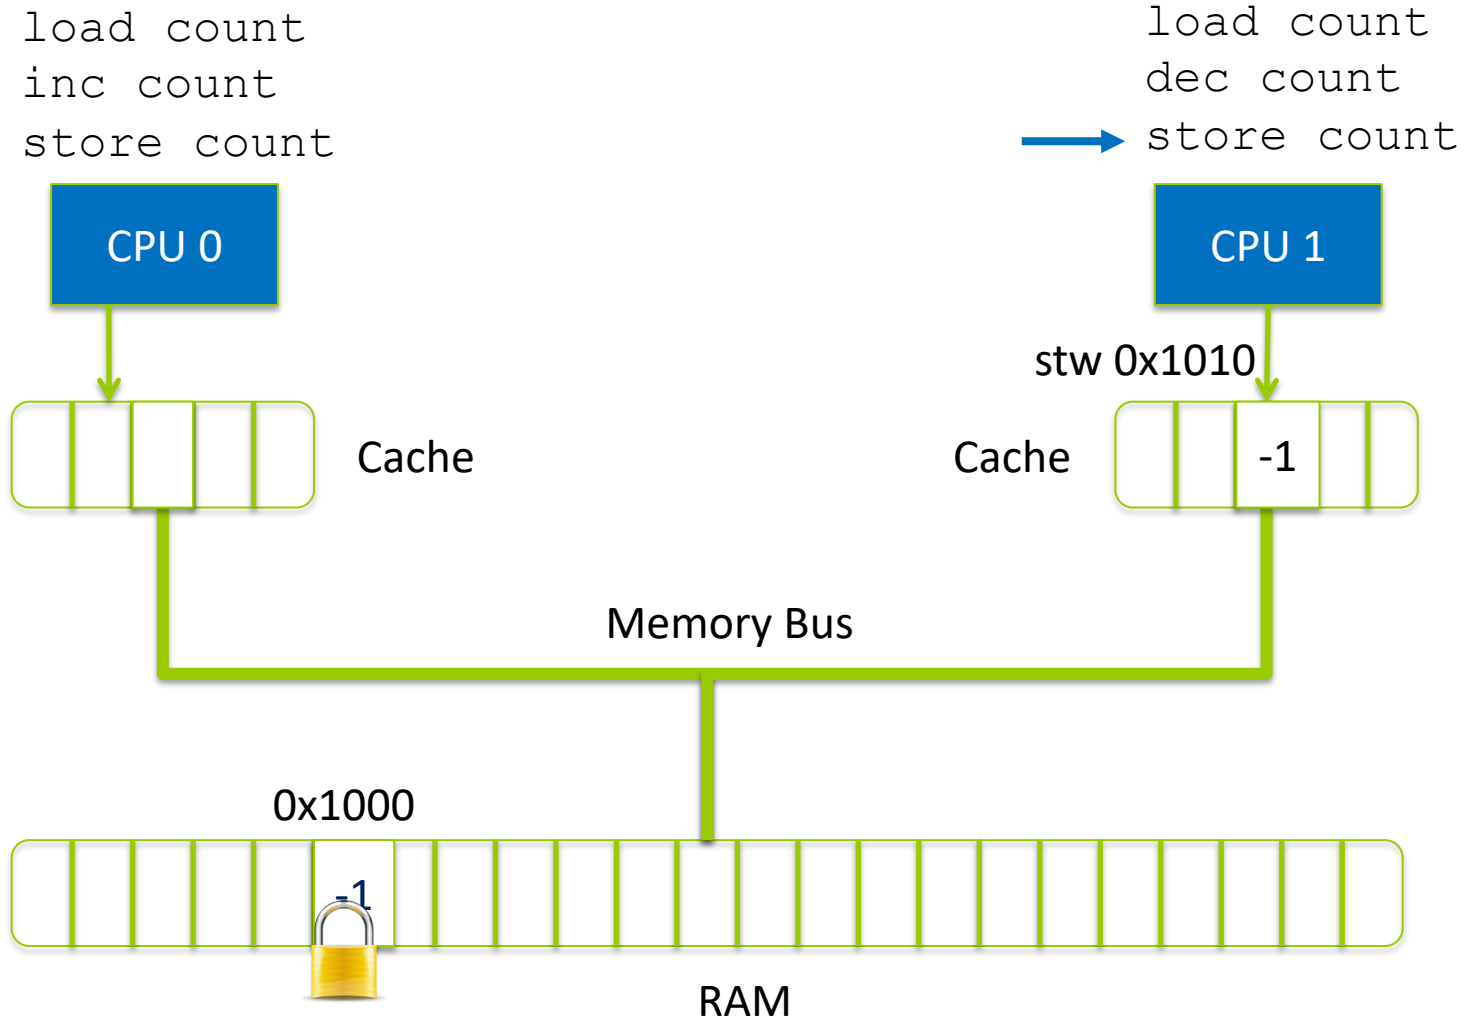 load count
inc count
store count
load count
dec count
store count
CPU 0
CPU 1
stw 0x1010
Cache
Cache
-1
Memory Bus
0x1000
-1
RAM